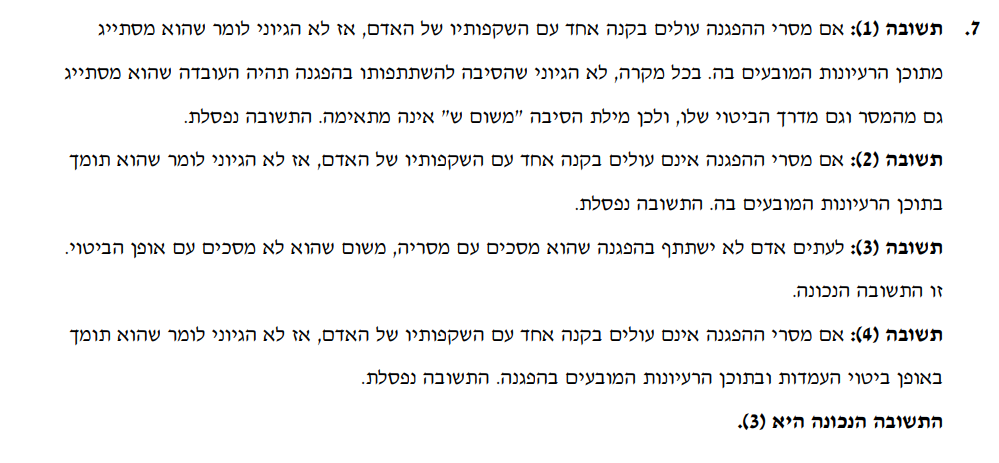 7. תשובה (1): אם מסרי ההפגנה עולים בקנה אחד עם השקפותיו של האדם, אז לא הגיוני לומר שהוא מסתייג
מתוכן הרעיונות המובעים בה. בכל מקרה, לא הגיוני שהסיבה להשתתפותו בהפגנה תהיה העובדה שהוא מסתייג
גם מהמסר וגם מדרך הביטוי שלו, ולכן מילת הסיבה "משום ש" אינה מתאימה. התשובה נפסלת.
תשובה (2): אם מסרי ההפגנה אינם עולים בקנה אחד עם השקפותיו של האדם, אז לא הגיוני לומר שהוא תומך
בתוכן הרעיונות המובעים בה. התשובה נפסלת.
תשובה (3): לעתים אדם לא ישתתף בהפגנה שהוא מסכים עם מסריה, משום שהוא לא מסכים עם אופן הביטוי.
זו התשובה הנכונה.
תשובה (4): אם מסרי ההפגנה אינם עולים בקנה אחד עם השקפותיו של האדם, אז לא הגיוני לומר שהוא תומך
באופן ביטוי העמדות ובתוכן הרעיונות המובעים בהפגנה. התשובה נפסלת.
התשובה הנכונה היא (3).